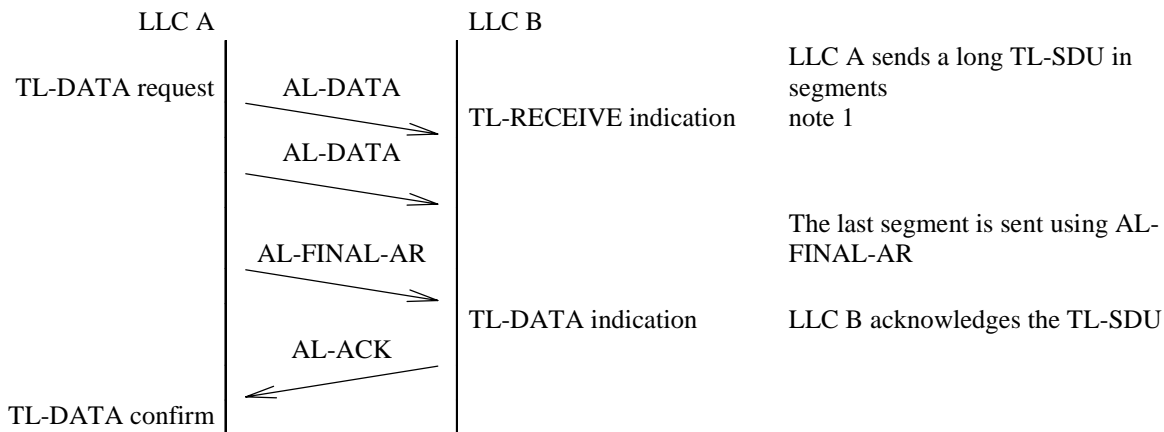 LLC A
LLC B
LLC A sends a long TL-SDU in
TL-DATA request
AL-DATA
segments
TL-RECEIVE indication
note 1
AL-DATA
The last segment is sent using AL-
AL-FINAL-AR
FINAL-AR
TL-DATA indication
LLC B acknowledges the TL-SDU
AL-ACK
TL-DATA confirm